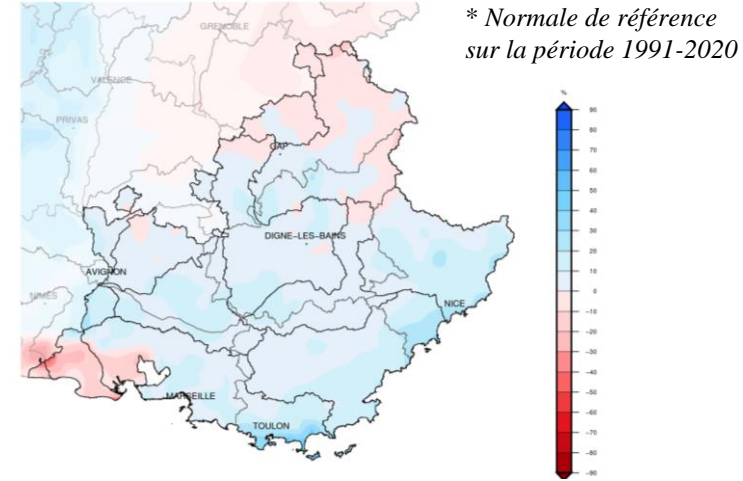 * Normale de référence
sur la période 1991-2020
GRENOBLE
VALENCE
PRIVAS
GAP
DIGNE-LES-BAINS
AVIGNON
NIMES
NICE
MARSEILLE
TOULON
%
90
80
70
60
50
40
30
20
10
0
-10
-20
-30
-40
-50
-60
-70
-80
-90